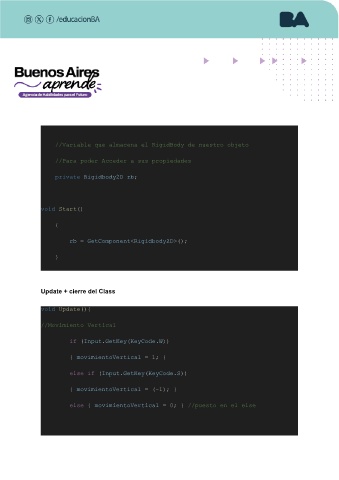 /educacionBA
BA
Buenos Aires
aprende
Agencia de Habilidades para el Futuro
//Variable que almacena el RigidBody de nuestro objeto
//Para poder Acceder a sus propiedades
private Rigidbody2D rb;
void Start()
{
rb = GetComponent<Rigidbody2D>();
}
Update + cierre del Class
void Update(){
//Movimiento Vertical
if (Input.GetKey(KeyCode.W))
{ movimientoVertical = 1; }
else if (Input.GetKey(KeyCode.S))
{ movimientoVertical = (-1); }
else { movimientoVertical = 0; } //puesto en el else